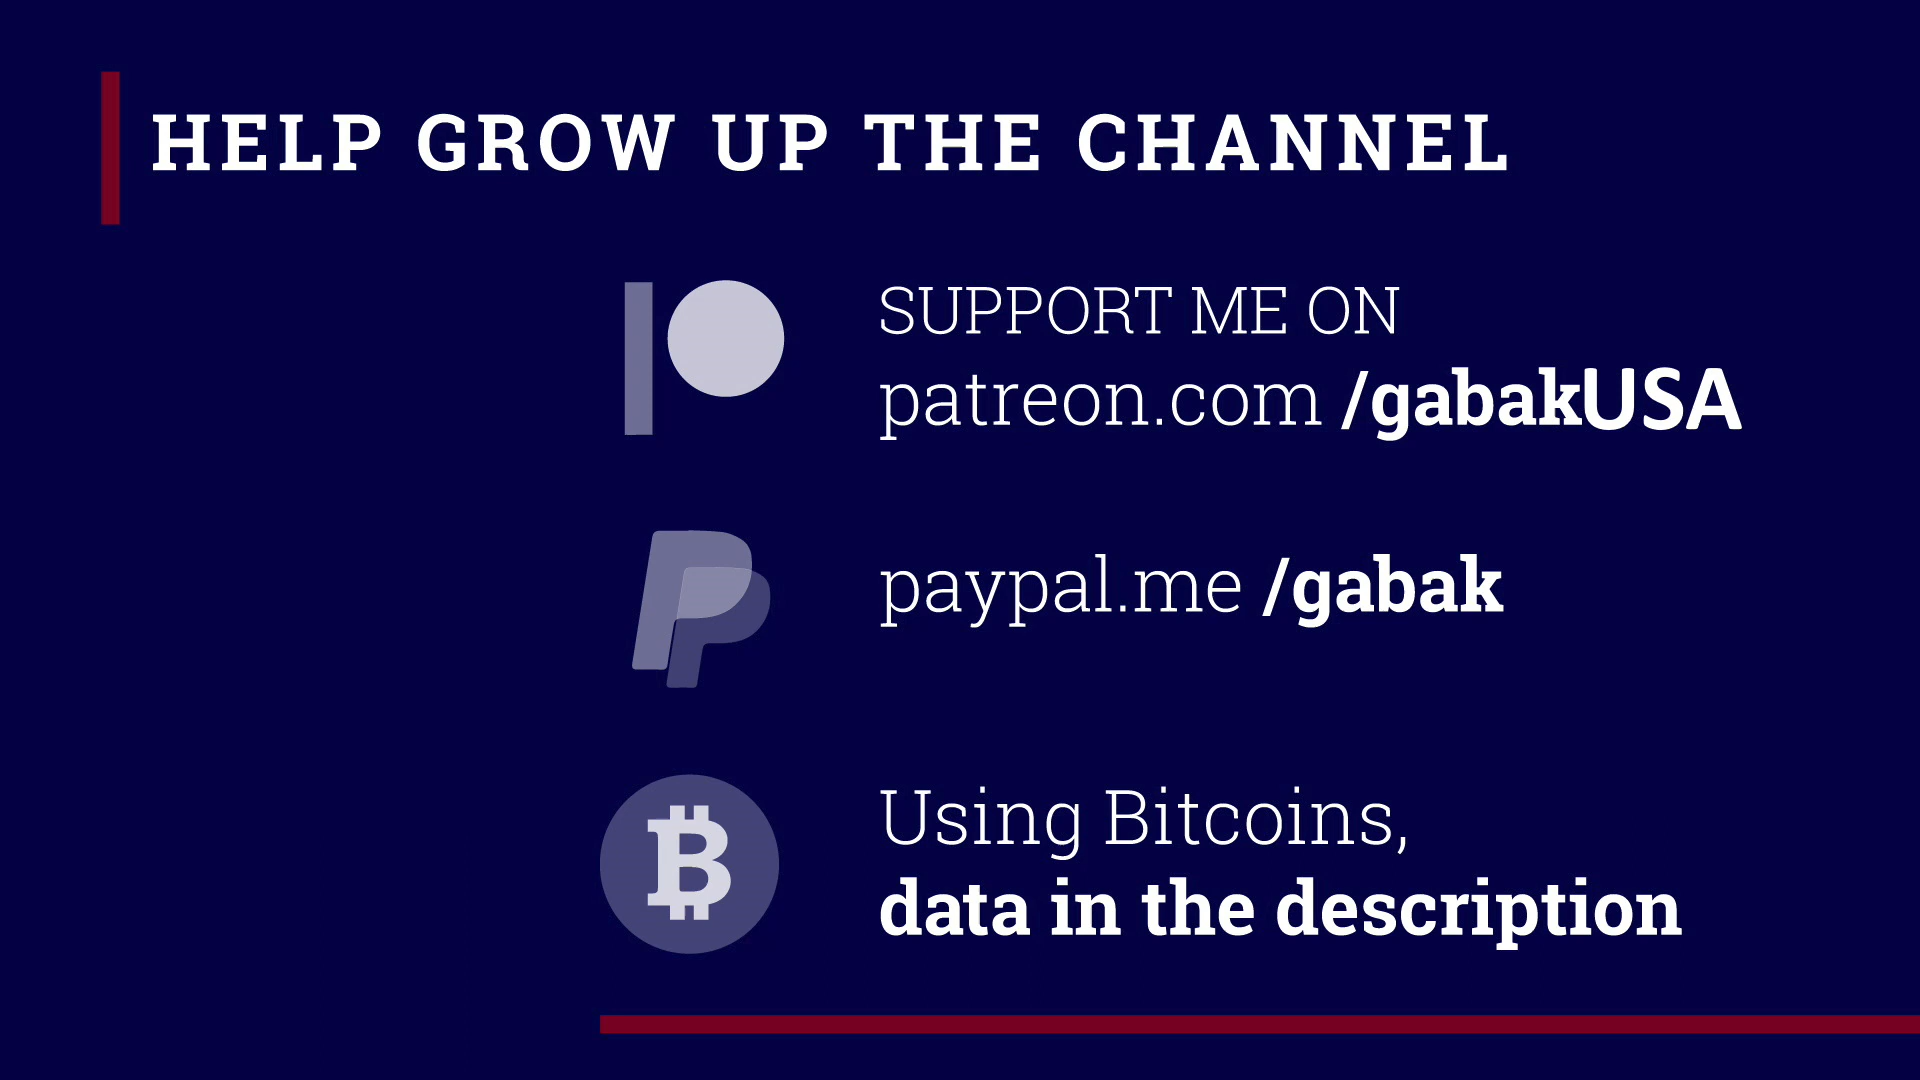 HELP GROW UP THE CHANNEL
SUPPORT ME ON
patreon.com /gabakUSA
paypal.me /gabak
Using Bitcoins,
data in the description